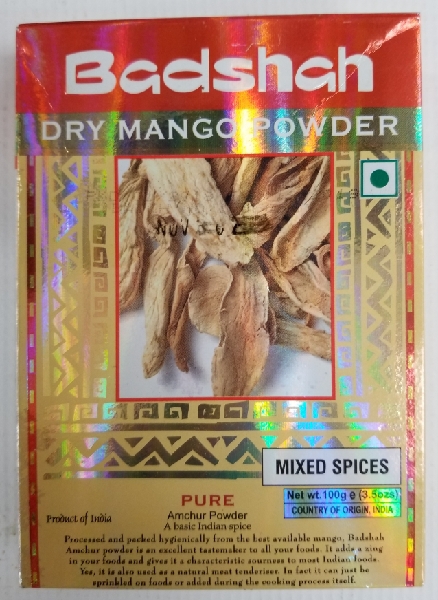 Badshah
DRY MANGO POWDER
MIXED SPICES
Net wt.100g e (3.5ozs)
COUNTRY OF ORIGIN, INDIA
PURE
Amchur Powder
A basic Indian spice
Product of India
Processed and packed hygienically from the best available mango, Badshah
Amchur powder is an excellent tastemaker to all your foods. It adds a zing
in your foods and gives it a characteristic sourness to most Indian foods.
Yes, it is also used as a natural meat tenderiser. In fact it can just be
sprinkled on foods or added during the cooking process itself.